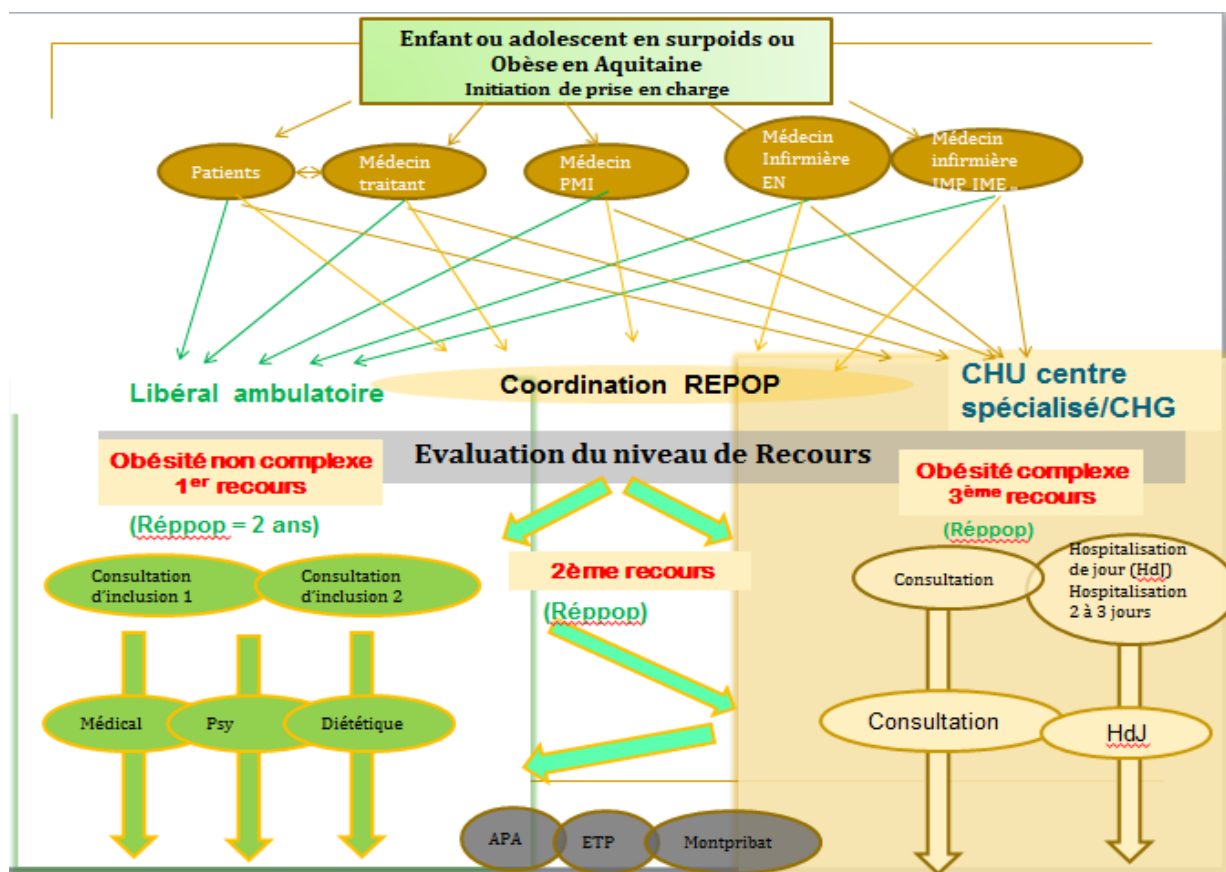 Enfant ou adolescent en surpoids ou
Obèse en Aquitaine
Initiation de prise en charge
Patients
Médecin
traitant
Médecin
PMI
Médecin
Infirmière
EN
Médecin
infirmière
IMP IME
Libéral ambulatoire
Coordination REPOP
CHU centre
spécialisé/CHG
Evaluation du niveau de Recours
Obésité non complexe
1er recours
(Réppop = 2 ans)
Obésité complexe
3ème recours
(Réppop)
2ème recours
(Réppop)
Consultation
d'inclusion 1
Consultation
d'inclusion 2
Consultation
Hospitalisation
de jour (HdJ)
Hospitalisation
2 à 3 jours
Médical
Psy
Diététique
Consultation
HdJ
APA
ETP
Montpribat